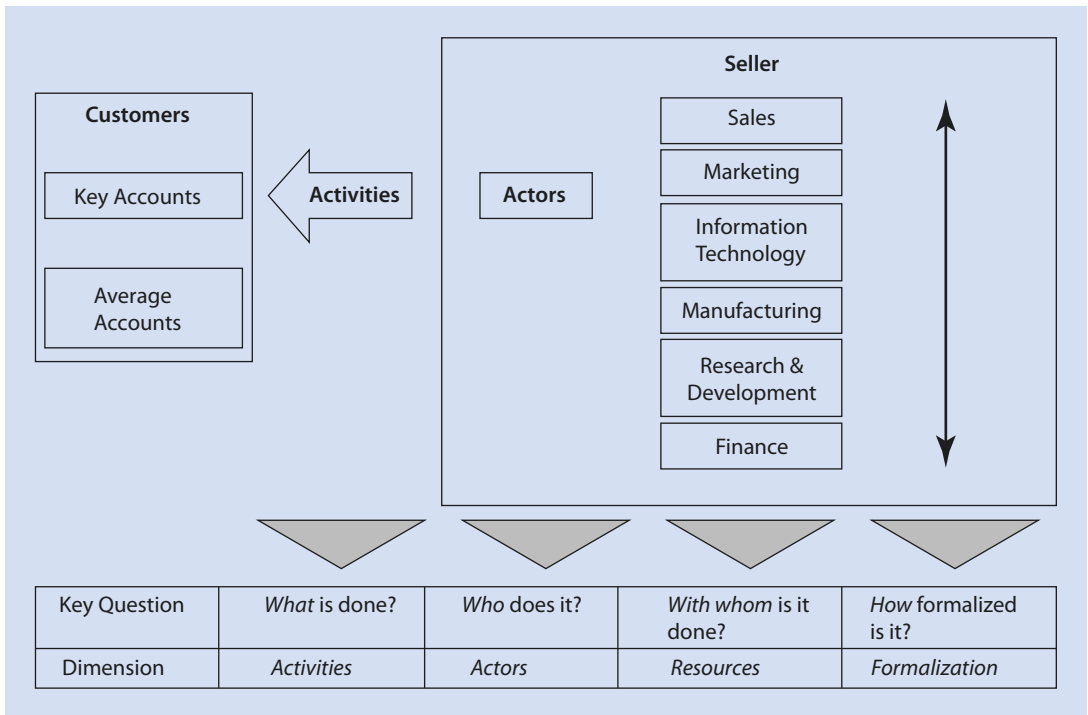 Seller
Customers
Sales
Marketing
Key Accounts
Activities
Actors
Information
Technology
Average
Accounts
Manufacturing
Research &
Development
Finance
Key Question
What is done?
Who does it?
With whom is it
done?
How formalized
is it?
Dimension
Activities
Actors
Resources
Formalization